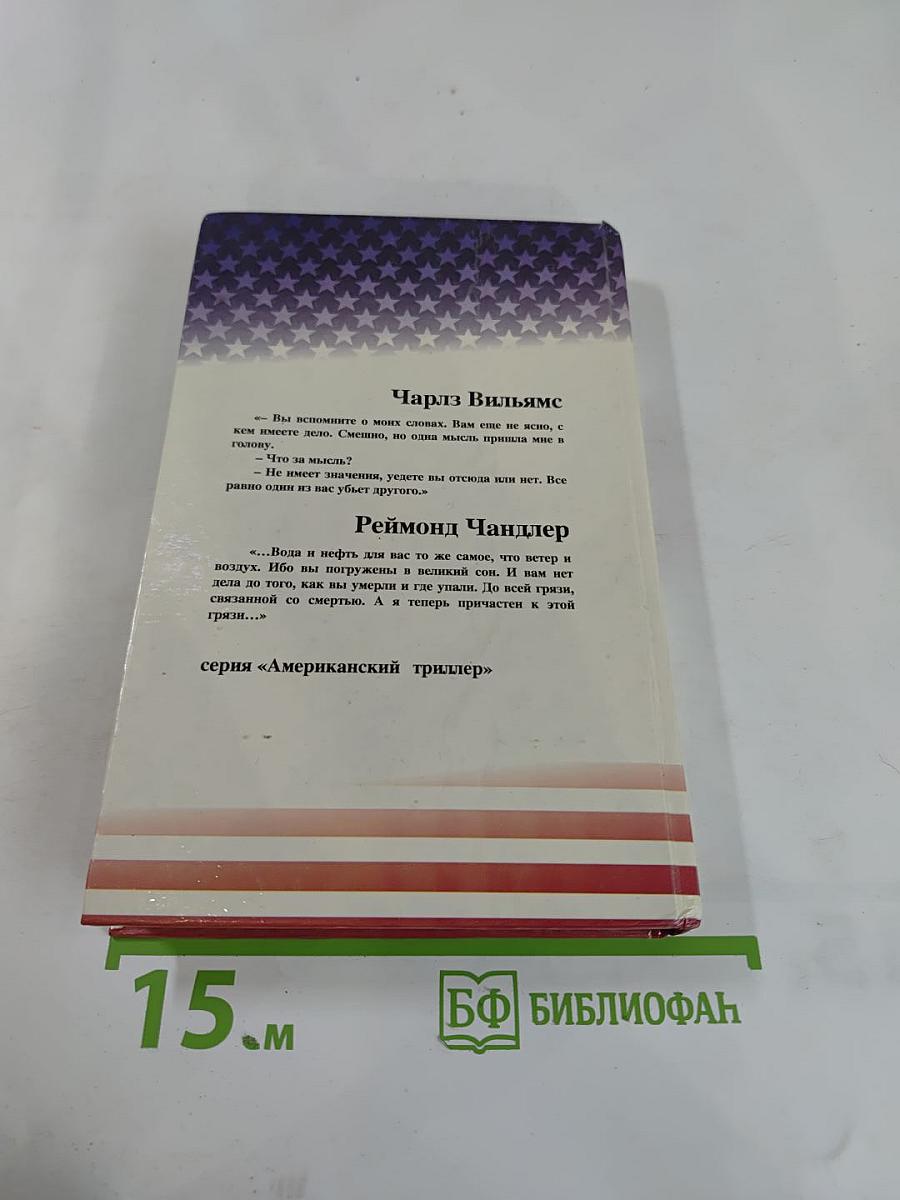 Чарлз Вильямс
«– Вы вспомните о моих словах. Вам еще не ясно, с
кем имеете дело. Смешно, но одна мысль пришла мне в
голову.
– Что за мысль?
– Не имеет значения, уедете вы отсюда или нет. Все
равно один из вас убьет другого.»
Реймонд Чандлер
«...Вода и нефть для вас то же самое, что ветер и
воздух. Ибо вы погружены в великий сон. И вам нет
дела до того, как вы умерли и где упали. До всей грязи,
связанной со смертью. А я теперь причастен к этой
грязи...»
серия «Американский триллер»
15 см
БФ БИБЛИОФАН